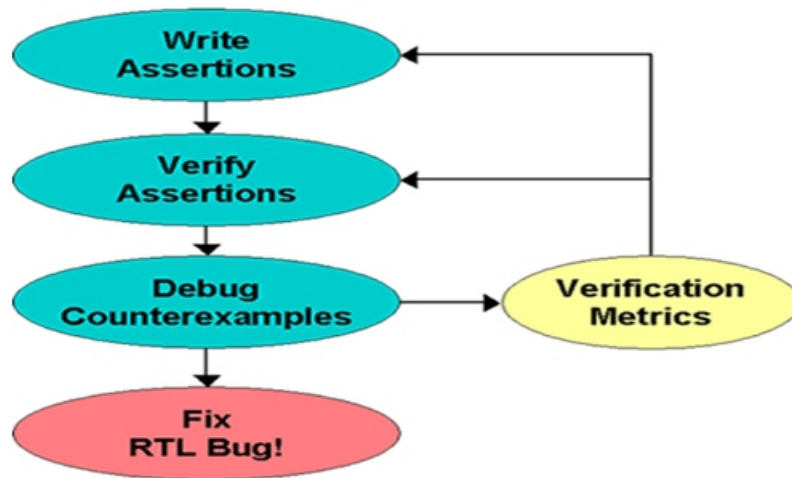 Write
Assertions
Verify
Assertions
Debug
Counterexamples
Verification
Metrics
Fix
RTL Bug!